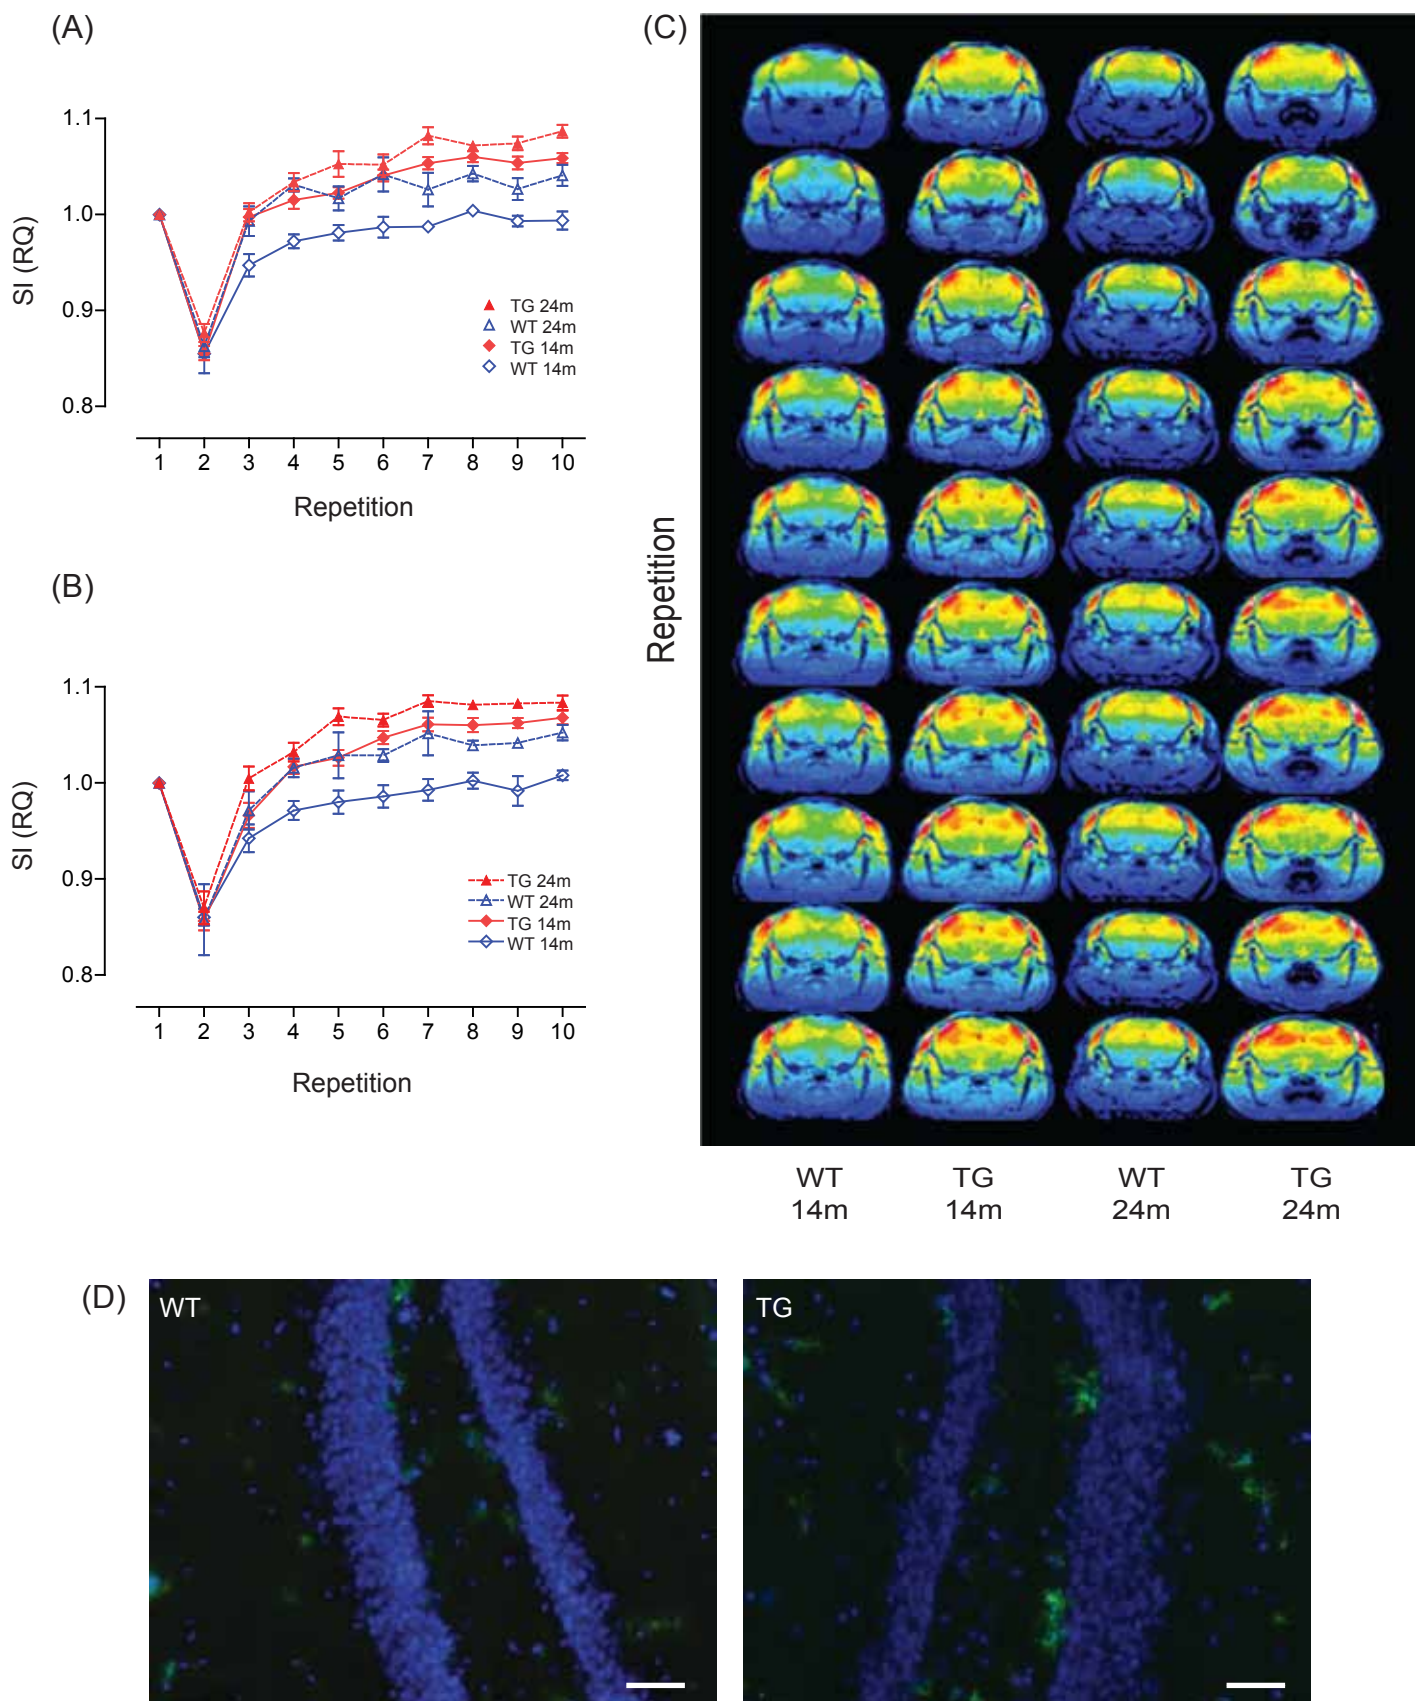 (A)
1.1
1.0
0.9
0.8
SI (RQ)
TG 24m
WT 24m
TG 14m
WT 14m
1 2 3 4 5 6 7 8 9 10
Repetition
(B)
1.1
1.0
0.9
0.8
SI (RQ)
TG 24m
WT 24m
TG 14m
WT 14m
1 2 3 4 5 6 7 8 9 10
Repetition
(C)
Repetition
WT TG WT TG
14m 14m 24m 24m
(D)
WT
TG